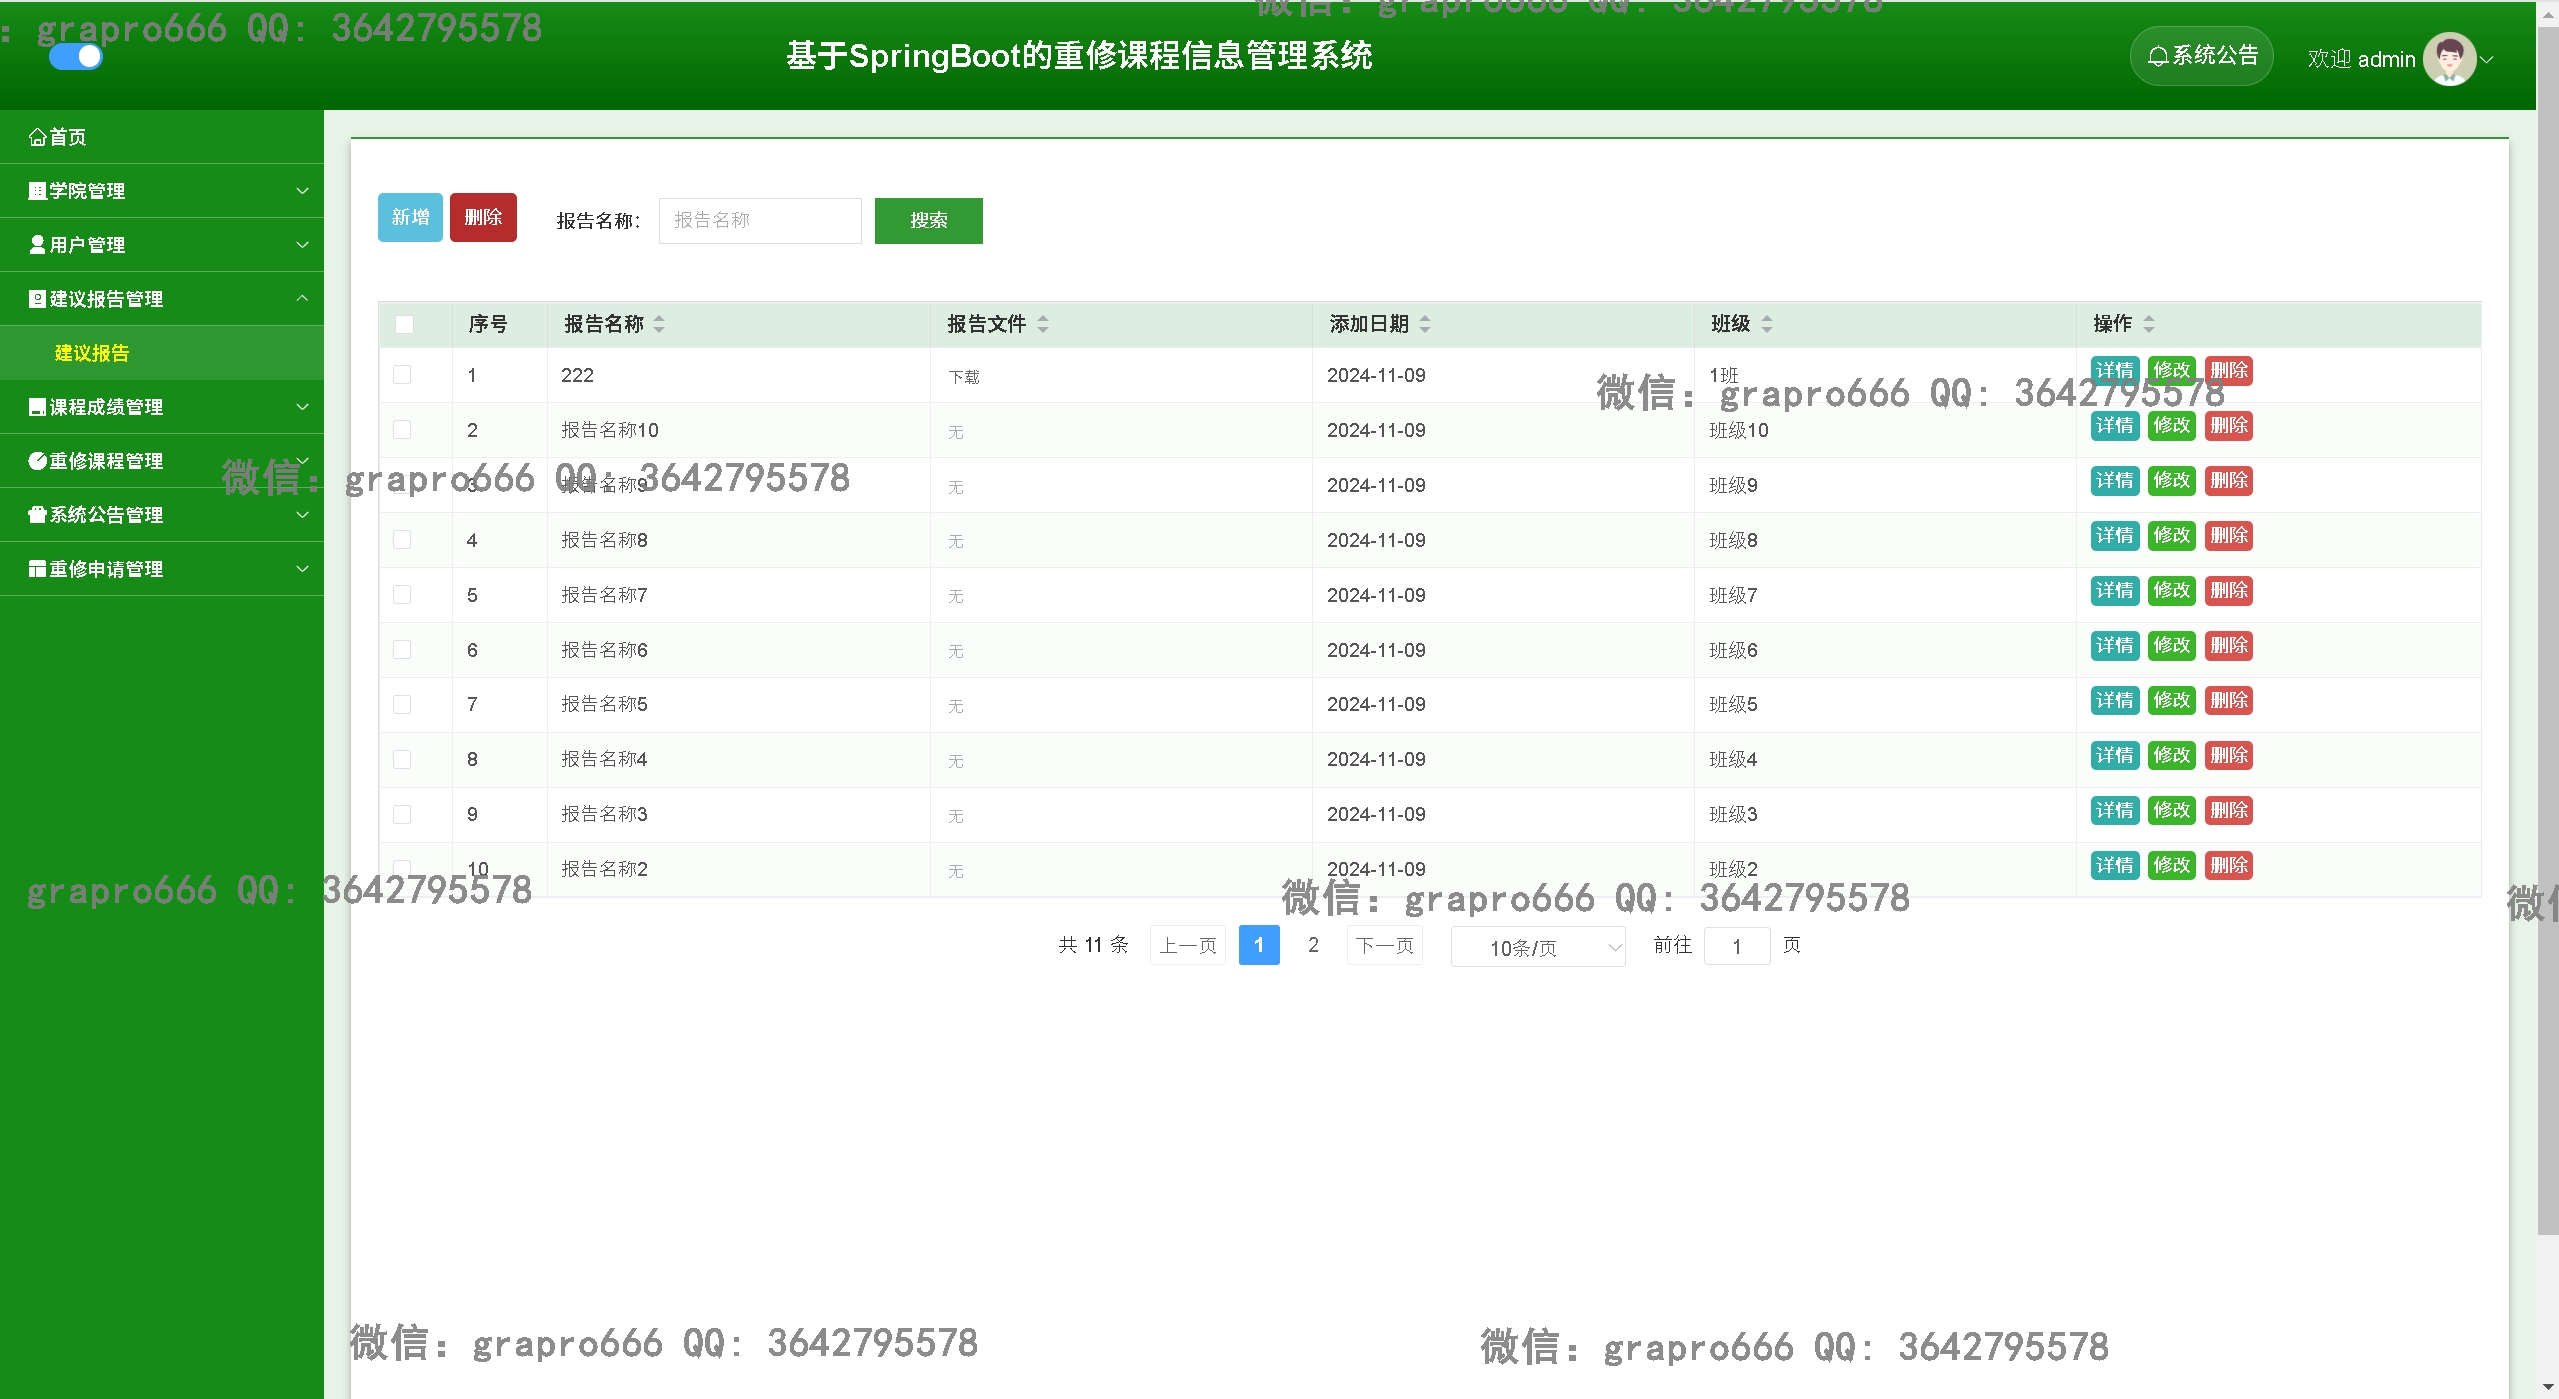 微信: grapro666 QQ: 3642795578
: grapro666 QQ: 3642795578
基于SpringBoot的重修课程信息管理系统
系统公告
欢迎 admin
首页
学院管理
用户管理
建议报告管理
建议报告
课程成绩管理
重修课程管理
系统公告管理
重修申请管理
新增 删除 报告名称: 报告名称 搜索
序号 报告名称 报告文件 添加日期 班级 操作
1 222 下载 2024-11-09 1班 详情 修改 删除
微信: grapro666 QQ: 3642795578
2 报告名称10 无 2024-11-09 班级10 详情 修改 删除
微信: grapro666 QQ: 3642795578
3 报告名称9 无 2024-11-09 班级9 详情 修改 删除
4 报告名称8 无 2024-11-09 班级8 详情 修改 删除
5 报告名称7 无 2024-11-09 班级7 详情 修改 删除
6 报告名称6 无 2024-11-09 班级6 详情 修改 删除
7 报告名称5 无 2024-11-09 班级5 详情 修改 删除
8 报告名称4 无 2024-11-09 班级4 详情 修改 删除
9 报告名称3 无 2024-11-09 班级3 详情 修改 删除
10 报告名称2 无 2024-11-09 班级2 详情 修改 删除
grapro666 QQ: 3642795578
微信: grapro666 QQ: 3642795578
微信
共 11 条 上一页 1 2 下一页 10条/页 前往 1 页
微信: grapro666 QQ: 3642795578
微信: grapro666 QQ: 3642795578